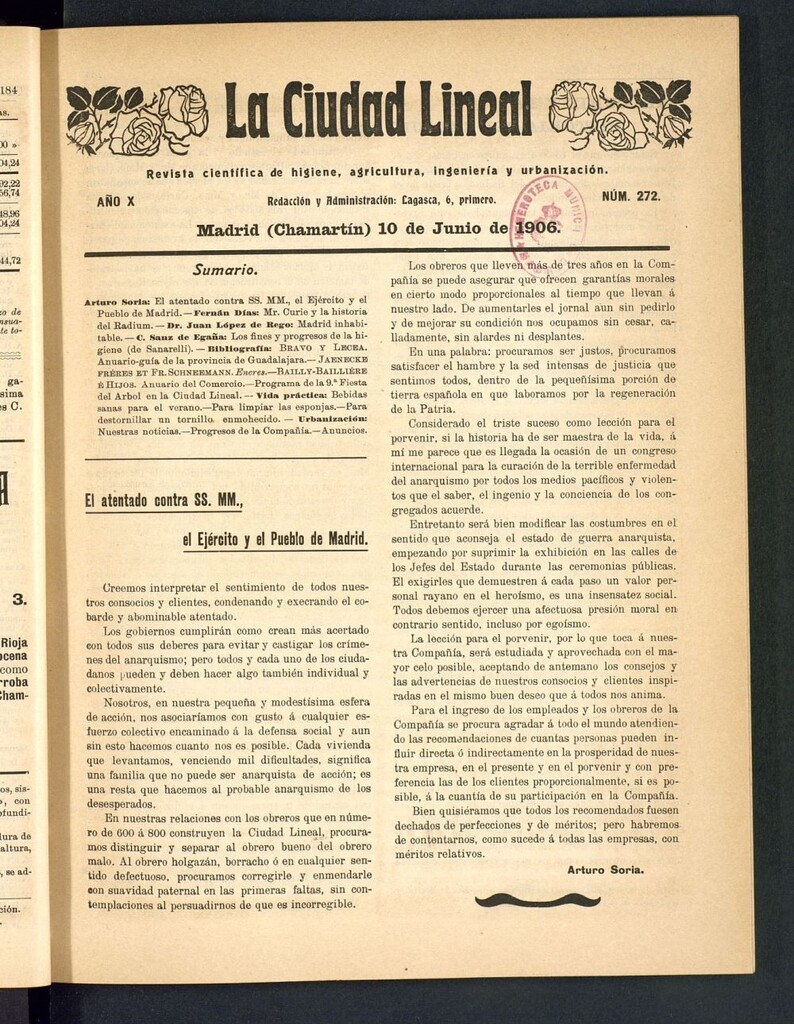 184
04,24
92,22
56,74
48,96
04,24
44,72
3.
Rioja
como
La Ciudad Lineal
Revista científica de higiene, agricultura, ingeniería y urbanización.
AÑO X
Redacción y Administración: Lagasca, 6, primero.
NÚM. 272.
HEMEROTECA MUNICI
Madrid (Chamartín) 10 de Junio de 1906.
Sumario.
Arturo Soria: El atentado contra SS. MM., el Ejército y el
Pueblo de Madrid.—Fernán Días: Mr. Curie y la historia
del Radium. — Dr. Juan López de Rego: Madrid inhabi-
table. — C. Sanz de Egaña: Los fines y progresos de la hi-
giene (de Sanarelli). — Bibliografía: BRAVO Y LECEA.
Anuario-guía de la provincia de Guadalajara.— JAENECKE
FRÈRES ET FR. SCHNEEMANN. Encres.—BAILLY-BAILLIÈRE
É HIJOS. Anuario del Comercio.—Programa de la 9.ª Fiesta
del Arbol en la Ciudad Lineal. — Vida práctica: Bebidas
sanas para el verano.—Para limpiar las esponjas.—Para
destornillar un tornillo enmohecido. — Urbanización:
Nuestras noticias.—Progresos de la Compañía.—Anuncios.
El atentado contra SS. MM.,
el Ejército y el Pueblo de Madrid.
Creemos interpretar el sentimiento de todos nues-
tros consocios y clientes, condenando y execrando el co-
barde y abominable atentado.
Los gobiernos cumplirán como crean más acertado
con todos sus deberes para evitar y castigar los críme-
nes del anarquismo; pero todos y cada uno de los ciuda-
danos pueden y deben hacer algo también individual y
colectivamente.
Nosotros, en nuestra pequeña y modestísima esfera
de acción, nos asociaríamos con gusto á cualquier es-
fuerzo colectivo encaminado á la defensa social y aun
sin esto hacemos cuanto nos es posible. Cada vivienda
que levantamos, venciendo mil dificultades, significa
una familia que no puede ser anarquista de acción; es
una resta que hacemos al probable anarquismo de los
desesperados.
En nuestras relaciones con los obreros que en núme-
ro de 600 á 800 construyen la Ciudad Lineal, procura-
mos distinguir y separar al obrero bueno del obrero
malo. Al obrero holgazán, borracho ó en cualquier sen-
tido defectuoso, procuramos corregirle y enmendarle
con suavidad paternal en las primeras faltas, sin con-
templaciones al persuadirnos de que es incorregible.
Los obreros que lleven más de tres años en la Com-
pañía se puede asegurar que ofrecen garantías morales
en cierto modo proporcionales al tiempo que llevan á
nuestro lado. De aumentarles el jornal aun sin pedirlo
y de mejorar su condición nos ocupamos sin cesar, ca-
lladamente, sin alardes ni desplantes.
En una palabra: procuramos ser justos, procuramos
satisfacer el hambre y la sed intensas de justicia que
sentimos todos, dentro de la pequeñísima porción de
tierra española en que laboramos por la regeneración
de la Patria.
Considerado el triste suceso como lección para el
porvenir, si la historia ha de ser maestra de la vida, á
mí me parece que es llegada la ocasión de un congreso
internacional para la curación de la terrible enfermedad
del anarquismo por todos los medios pacíficos y violen-
tos que el saber, el ingenio y la conciencia de los con-
gregados acuerde.
Entretanto será bien modificar las costumbres en el
sentido que aconseja el estado de guerra anarquista,
empezando por suprimir la exhibición en las calles de
los Jefes del Estado durante las ceremonias públicas.
El exigirles que demuestren á cada paso un valor per-
sonal rayano en el heroísmo, es una insensatez social.
Todos debemos ejercer una afectuosa presión moral en
contrario sentido, incluso por egoísmo.
La lección para el porvenir, por lo que toca á nues-
tra Compañía, será estudiada y aprovechada con el ma-
yor celo posible, aceptando de antemano los consejos y
las advertencias de nuestros consocios y clientes inspi-
radas en el mismo buen deseo que á todos nos anima.
Para el ingreso de los empleados y los obreros de la
Compañía se procura agradar á todo el mundo atendien-
do las recomendaciones de cuantas personas pueden in-
fluir directa ó indirectamente en la prosperidad de nues-
tra empresa, en el presente y en el porvenir y con pre-
ferencia las de los clientes proporcionalmente, si es po-
sible, á la cuantía de su participación en la Compañía.
Bien quisiéramos que todos los recomendados fuesen
dechados de perfecciones y de méritos; pero habremos
de contentarnos, como sucede á todas las empresas, con
méritos relativos.
Arturo Soria.